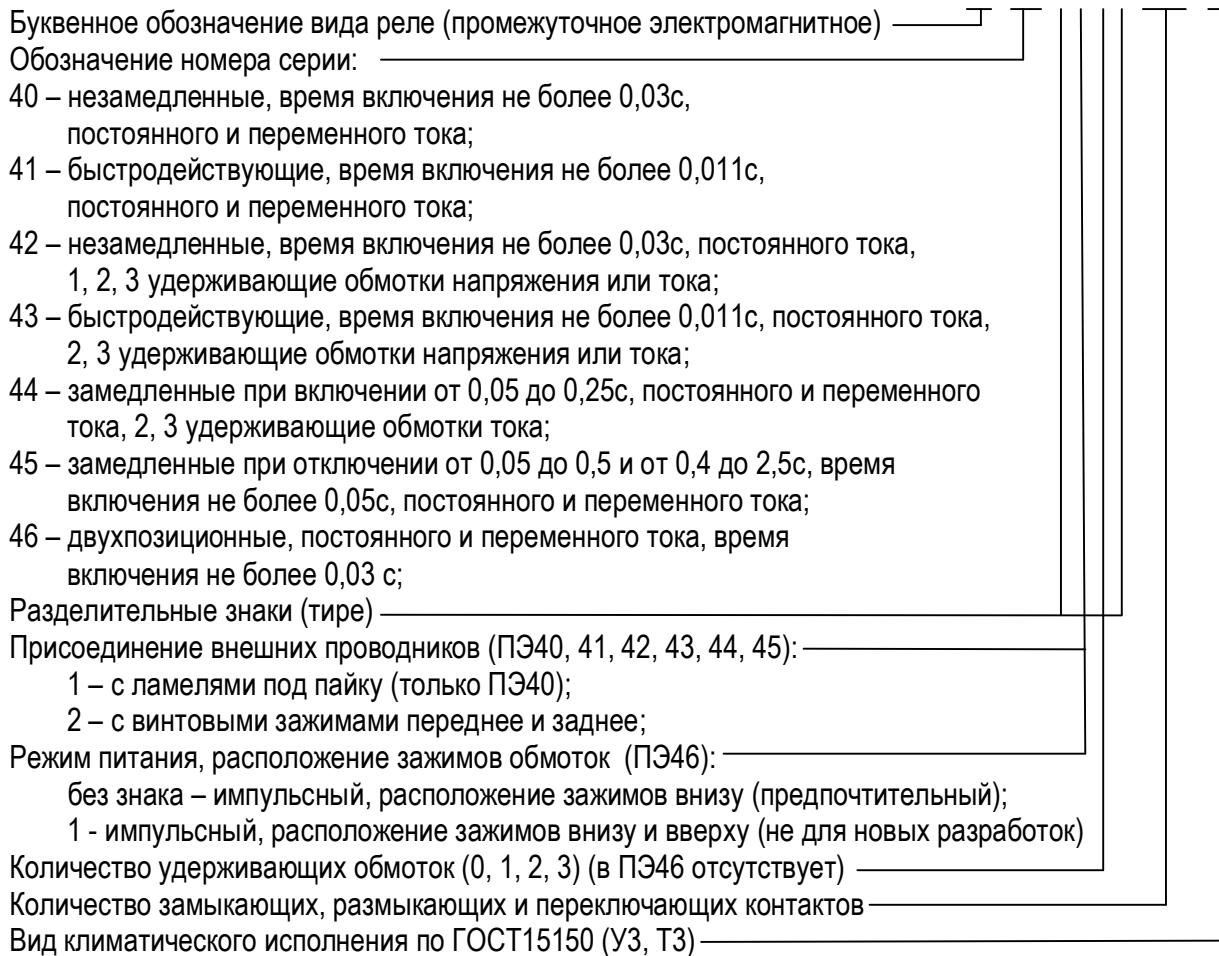 Буквенное обозначение вида реле (промежуточное электромагнитное)
Обозначение номера серии:
40 – незамедленные, время включения не более 0,03с,
постоянного и переменного тока;
41 – быстродействующие, время включения не более 0,011с,
постоянного и переменного тока;
42 – незамедленные, время включения не более 0,03с, постоянного тока,
1, 2, 3 удерживающие обмотки напряжения или тока;
43 – быстродействующие, время включения не более 0,011с, постоянного тока,
2, 3 удерживающие обмотки напряжения или тока;
44 – замедленные при включении от 0,05 до 0,25с, постоянного и переменного
тока, 2, 3 удерживающие обмотки тока;
45 – замедленные при отключении от 0,05 до 0,5 и от 0,4 до 2,5с, время
включения не более 0,05с, постоянного и переменного тока;
46 – двухпозиционные, постоянного и переменного тока, время
включения не более 0,03 с;
Разделительные знаки (тире)
Присоединение внешних проводников (ПЭ40, 41, 42, 43, 44, 45):
1 – с ламелями под пайку (только ПЭ40);
2 – с винтовыми зажимами переднее и заднее;
Режим питания, расположение зажимов обмоток (ПЭ46):
без знака – импульсный, расположение зажимов внизу (предпочтительный);
1 - импульсный, расположение зажимов внизу и вверху (не для новых разработок)
Количество удерживающих обмоток (0, 1, 2, 3) (в ПЭ46 отсутствует)
Количество замыкающих, размыкающих и переключающих контактов
Вид климатического исполнения по ГОСТ15150 (У3, Т3)